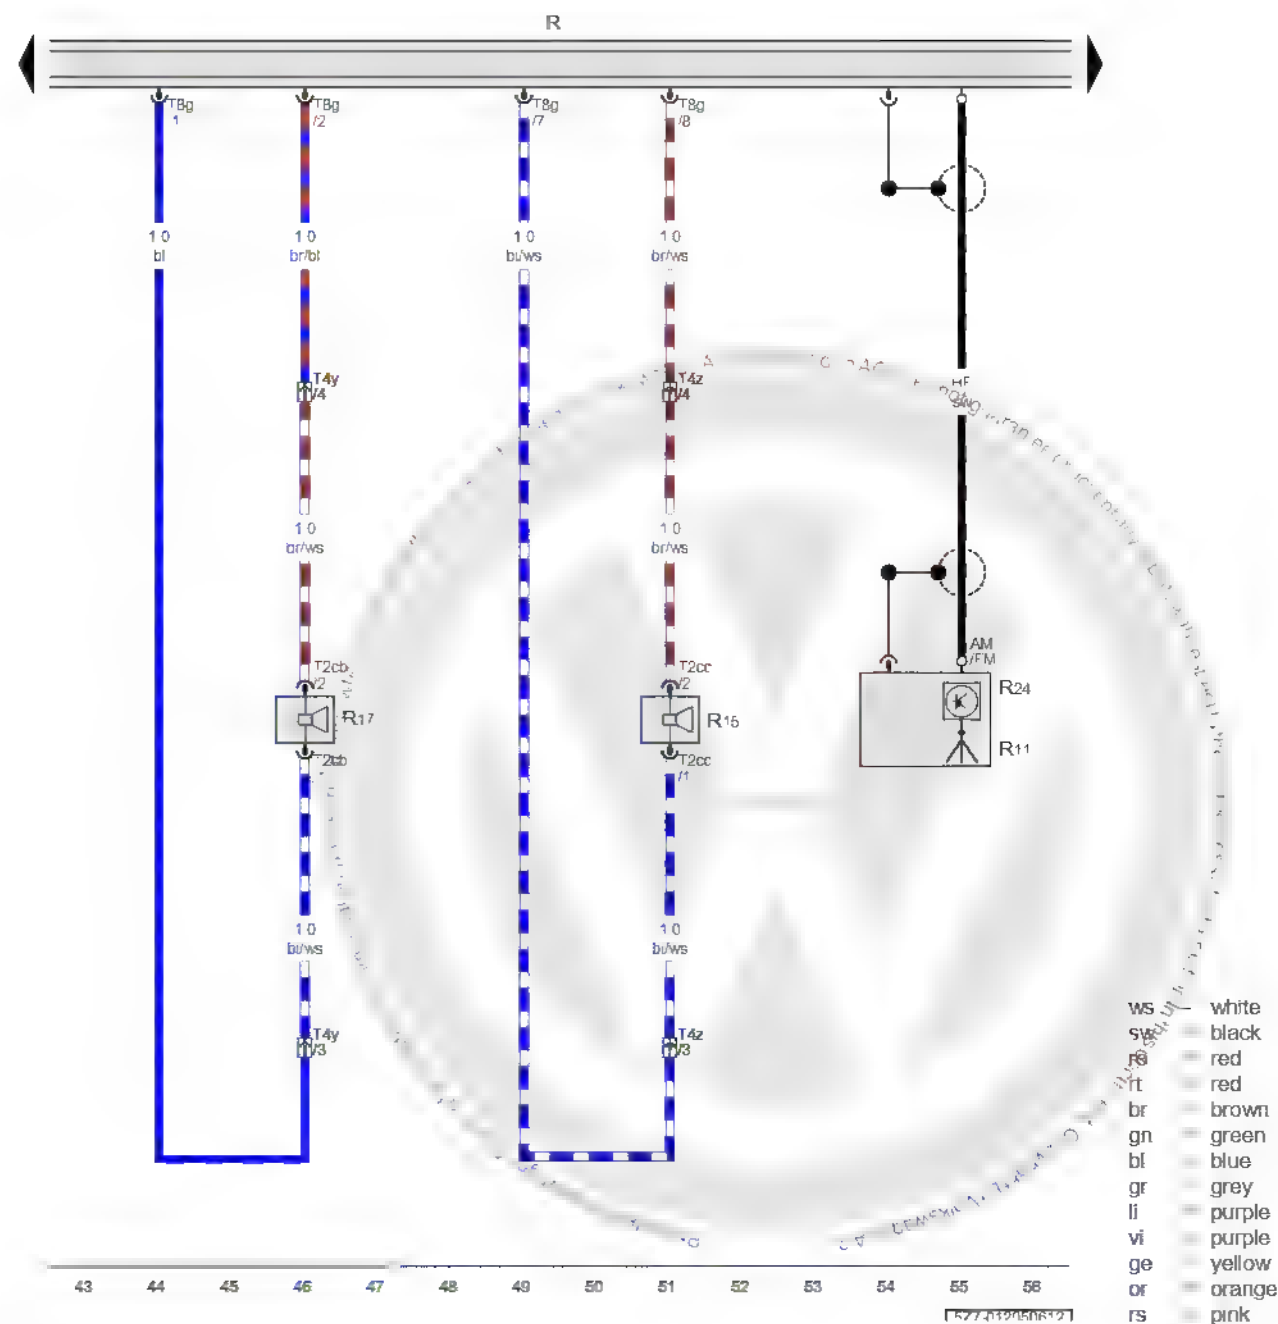 R
T8g T8g T8g T8g
1 /2 /7 /8
1 0 1 0 1 0 1 0
bl br/bl bl/ws br/ws
T4y T4z
/4 /4
HF
sw
1 0 1 0
br/ws br/ws
AM
/FM
T2cb T2cc
/2 /2
R24
R17 R15
R11
T2cb T2cc
/1
1 0 1 0
bl/ws bl/ws
T4y T4z
/3 /3
ws white
sw black
ro red
rt red
br brown
gn green
bl blue
gr grey
li purple
vi purple
ge yellow
or orange
rs pink
43 44 45 46 47 48 49 50 51 52 53 54 55 56
577-012050612